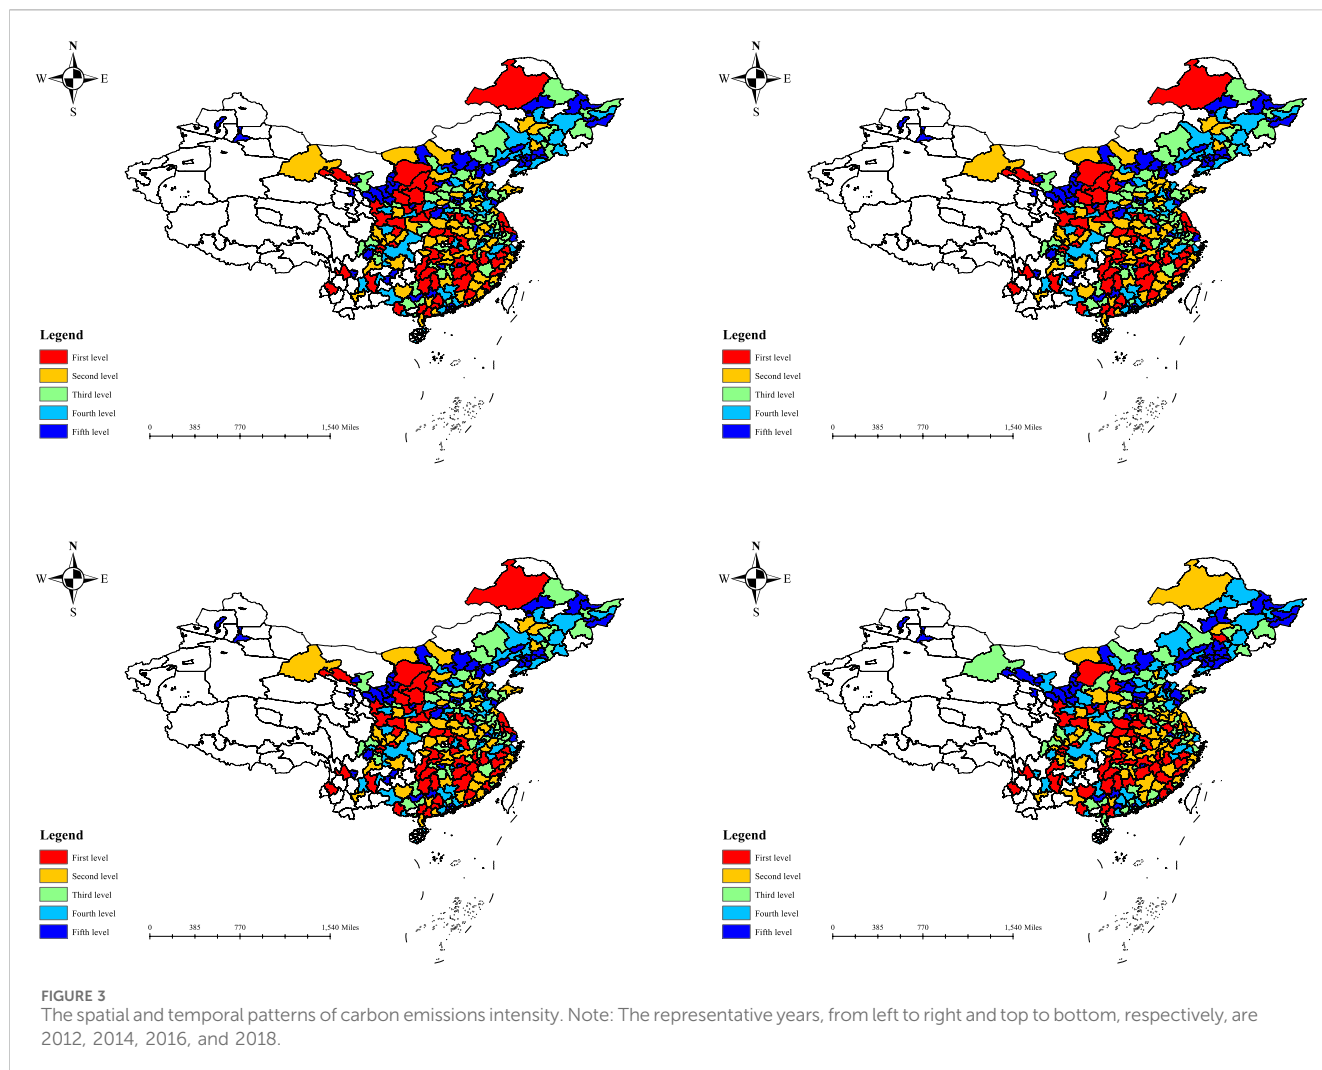 N
W E
S
Legend
First level
Second level
Third level
Fourth level
Fifth level
0 385 770 1,540 Miles
N
W E
S
Legend
First level
Second level
Third level
Fourth level
Fifth level
0 385 770 1,540 Miles
N
W E
S
Legend
First level
Second level
Third level
Fourth level
Fifth level
0 385 770 1,540 Miles
N
W E
S
Legend
First level
Second level
Third level
Fourth level
Fifth level
0 385 770 1,540 Miles
FIGURE 3
The spatial and temporal patterns of carbon emissions intensity. Note: The representative years, from left to right and top to bottom, respectively, are
2012, 2014, 2016, and 2018.